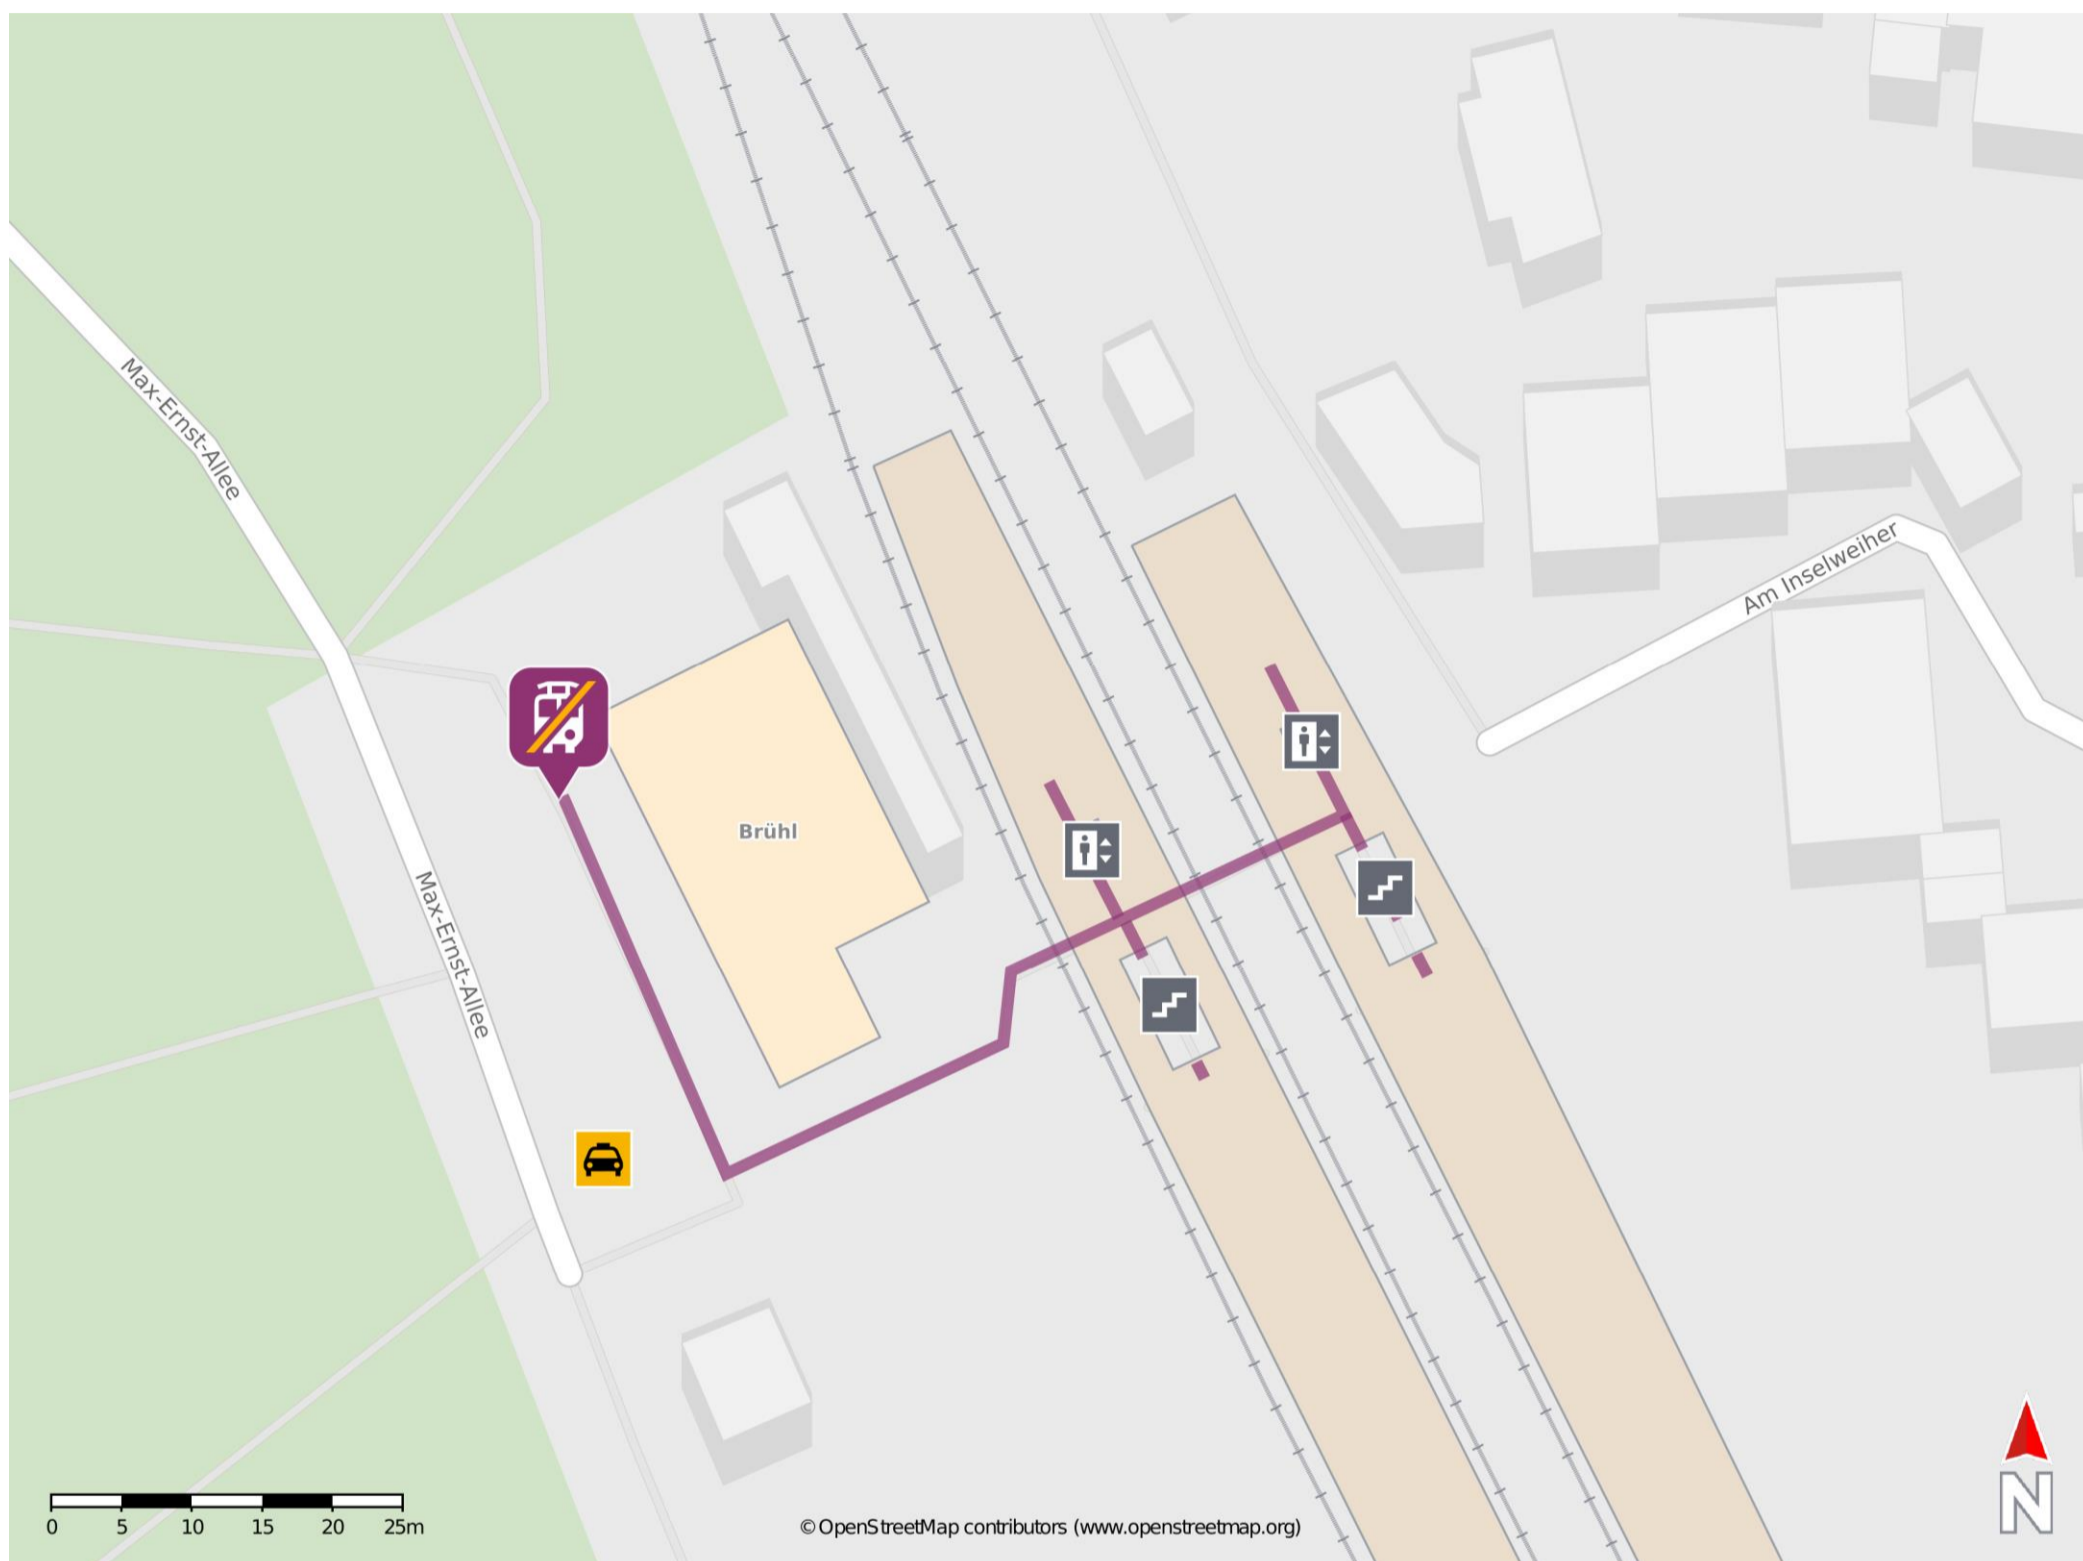 Max-Ernst-Allee
Am Inselweiher
Brühl
Max-Ernst-Allee
0 5 10 15 20 25m
© OpenStreetMap contributors (www.openstreetmap.org)
N